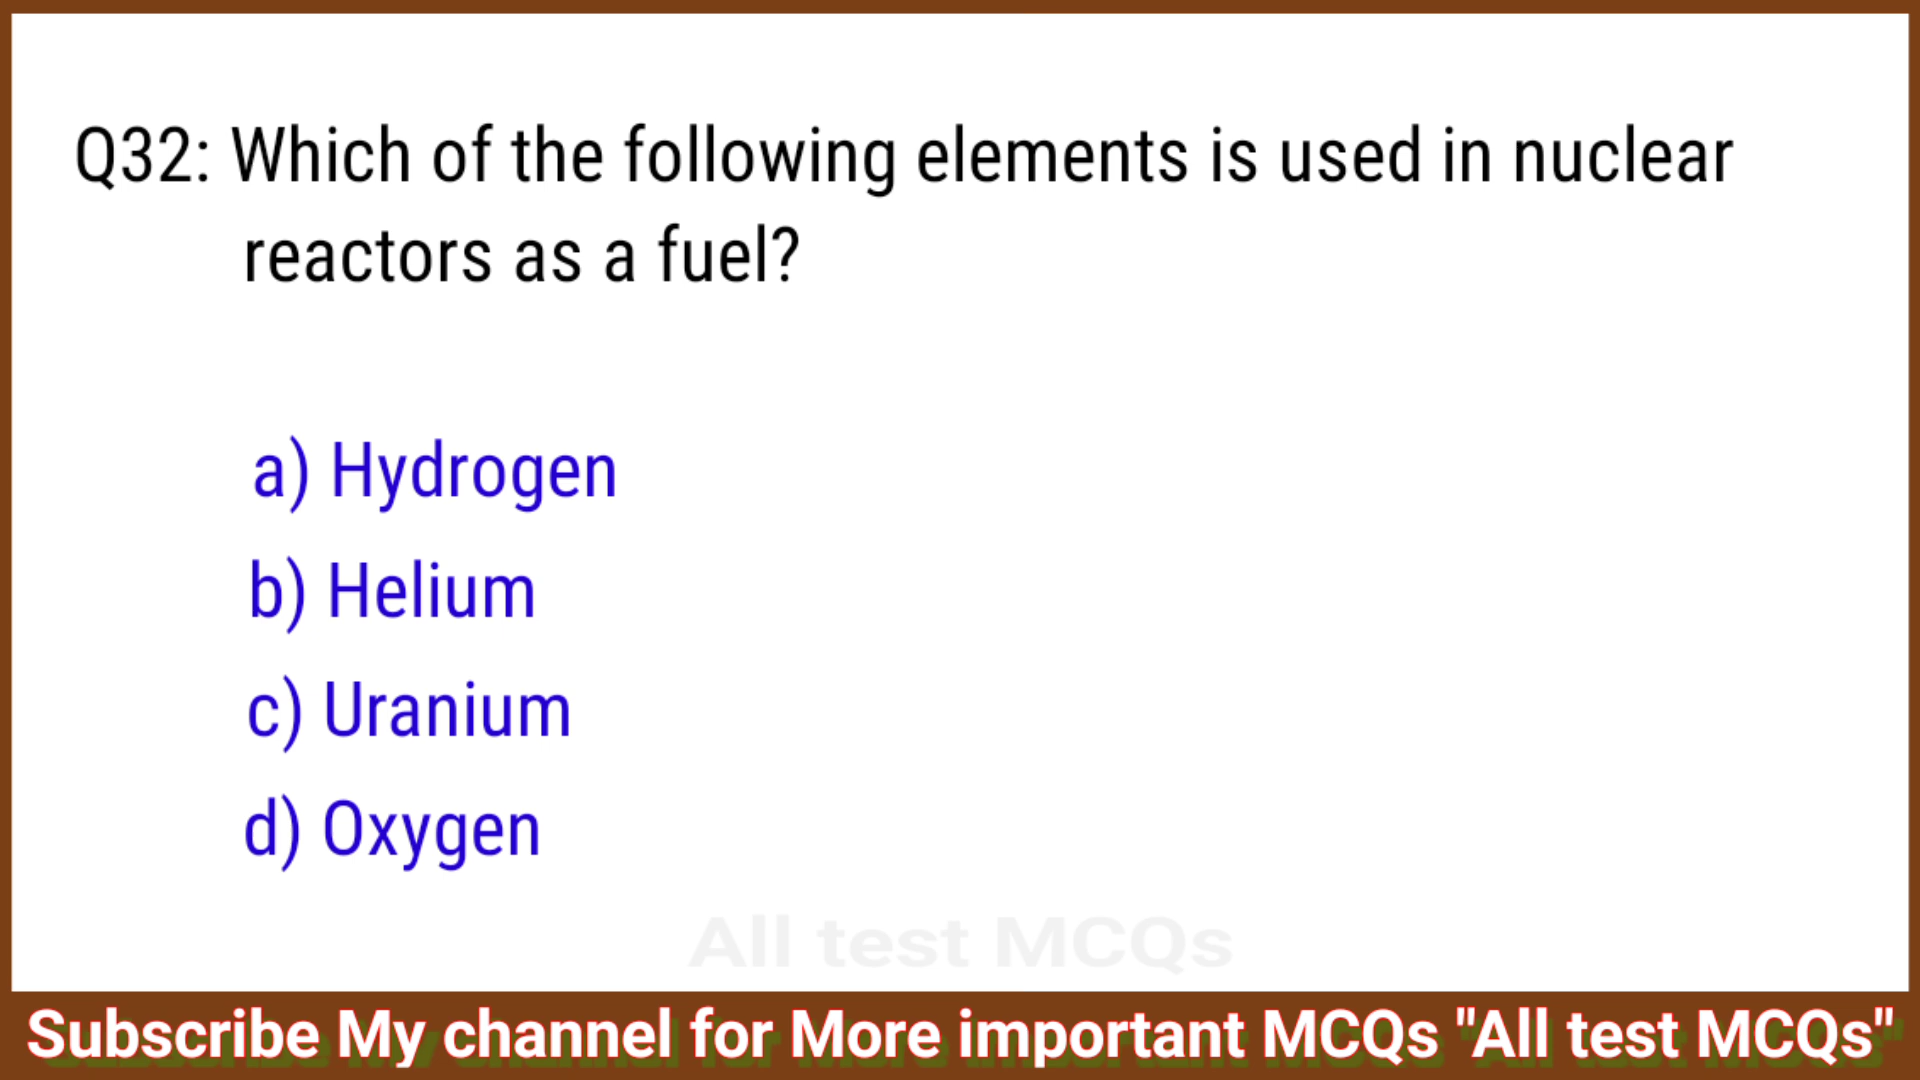 Q32: Which of the following elements is used in nuclear
reactors as a fuel?
a) Hydrogen
b) Helium
c) Uranium
d) Oxygen
All test MCQs
Subscribe My channel for More important MCQs "All test MCQs"